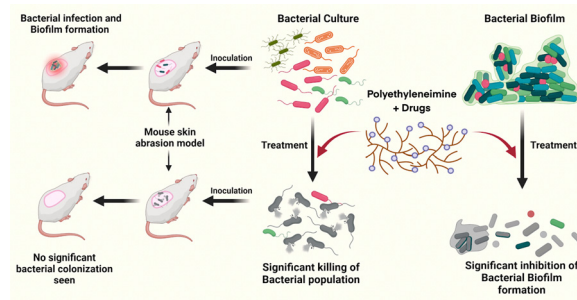 Bacterial infection and
Biofilm formation
Inoculation
Bacterial Culture
Bacterial Biofilm
Mouse skin
abrasion model
Polyethyleneimine
+ Drugs
Treatment
Treatment
Inoculation
No significant
bacterial colonization
seen
Significant killing of
Bacterial population
Significant inhibition of
Bacterial Biofilm
formation